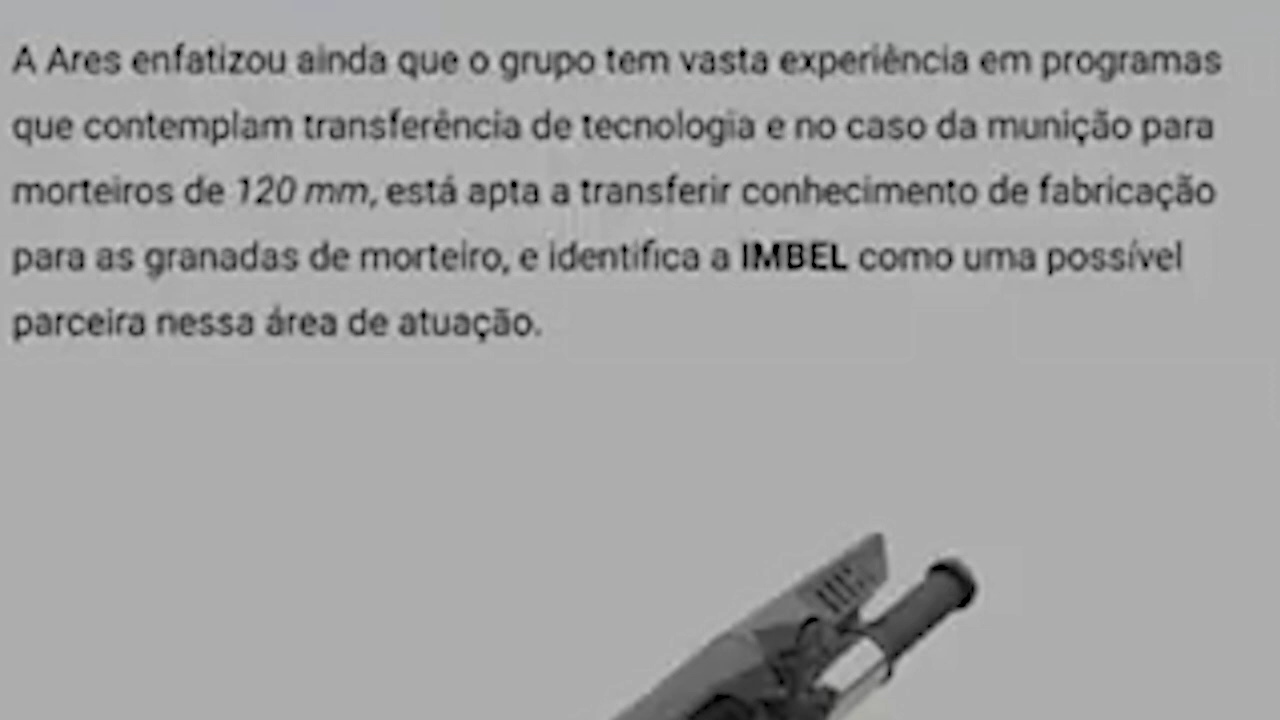 A Ares enfatizou ainda que o grupo tem vasta experiência em programas
que contemplam transferência de tecnologia e no caso da munição para
morteiros de 120 mm, está apta a transferir conhecimento de fabricação
para as granadas de morteiro, e identifica a IMBEL como uma possível
parceira nessa área de atuação.